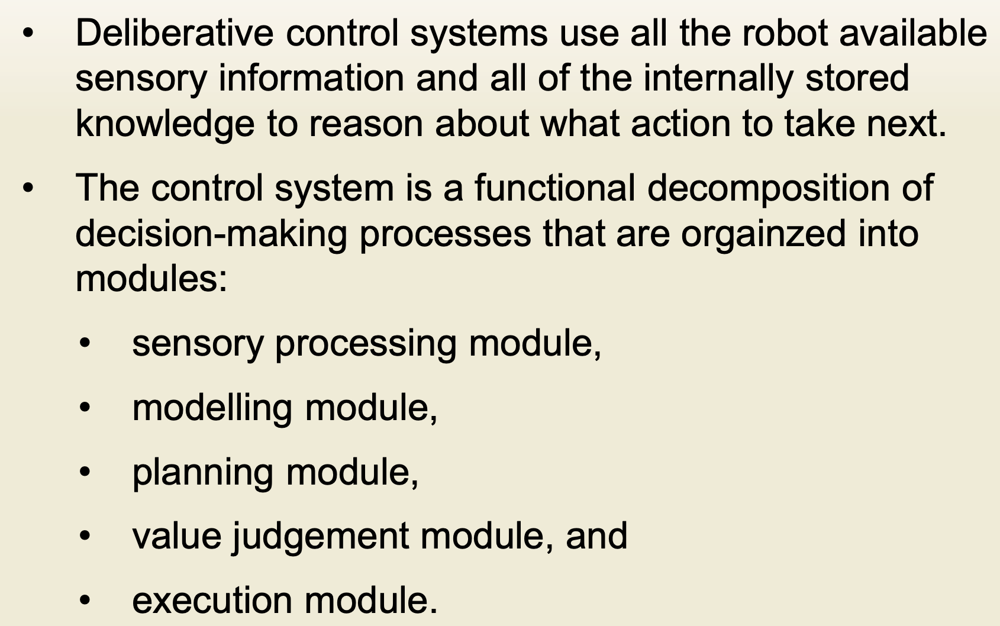 • Deliberative control systems use all the robot available
sensory information and all of the internally stored
knowledge to reason about what action to take next.
• The control system is a functional decomposition of
decision-making processes that are orgainzed into
modules:
• sensory processing module,
• modelling module,
• planning module,
• value judgement module, and
• execution module.